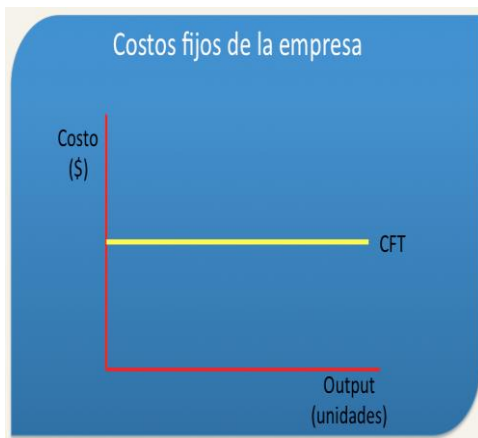 Costos fijos de la empresa
Costo
($)
CFT
Output
(unidades)